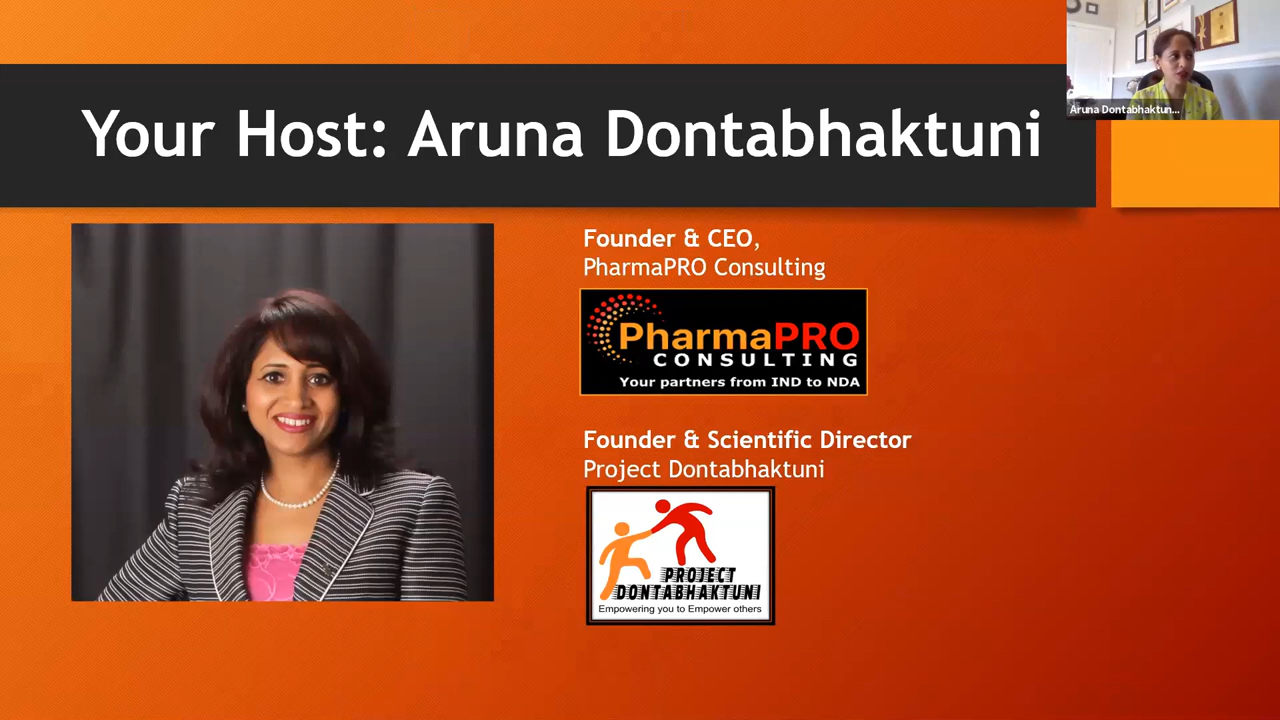 Your Host: Aruna Dontabhaktuni
Aruna Dontabhaktun...
Founder & CEO,
PharmaPRO Consulting
PharmaPRO
CONSULTING
Your partners from IND to NDA
Founder & Scientific Director
Project Dontabhaktuni
PROJECT
DONTABHAKTUNI
Empowering you to Empower others